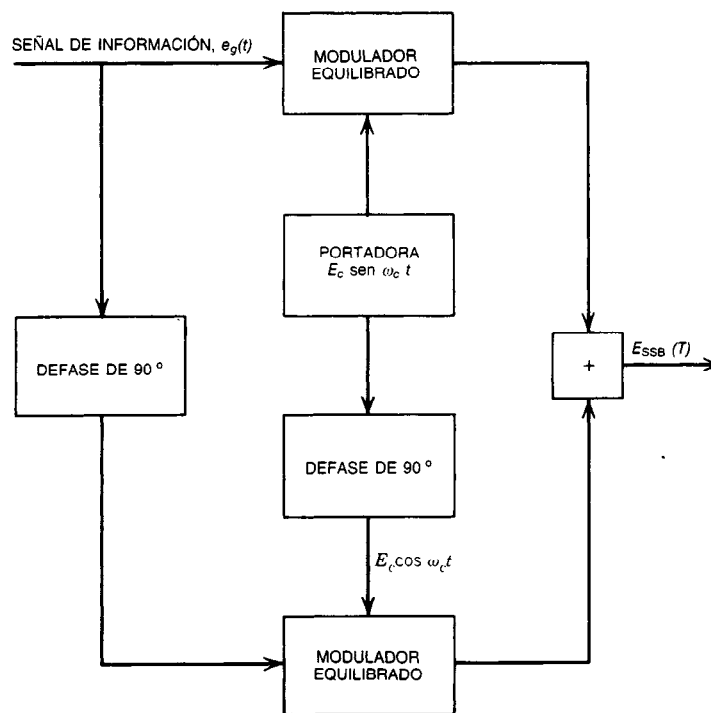 SEÑAL DE INFORMACIÓN, e_g(t)
MODULADOR
EQUILIBRADO
PORTADORA
E_c sen ω_c t
DEFASE DE 90°
+
E_SSB (T)
DEFASE DE 90°
E_c cos ω_c t
MODULADOR
EQUILIBRADO